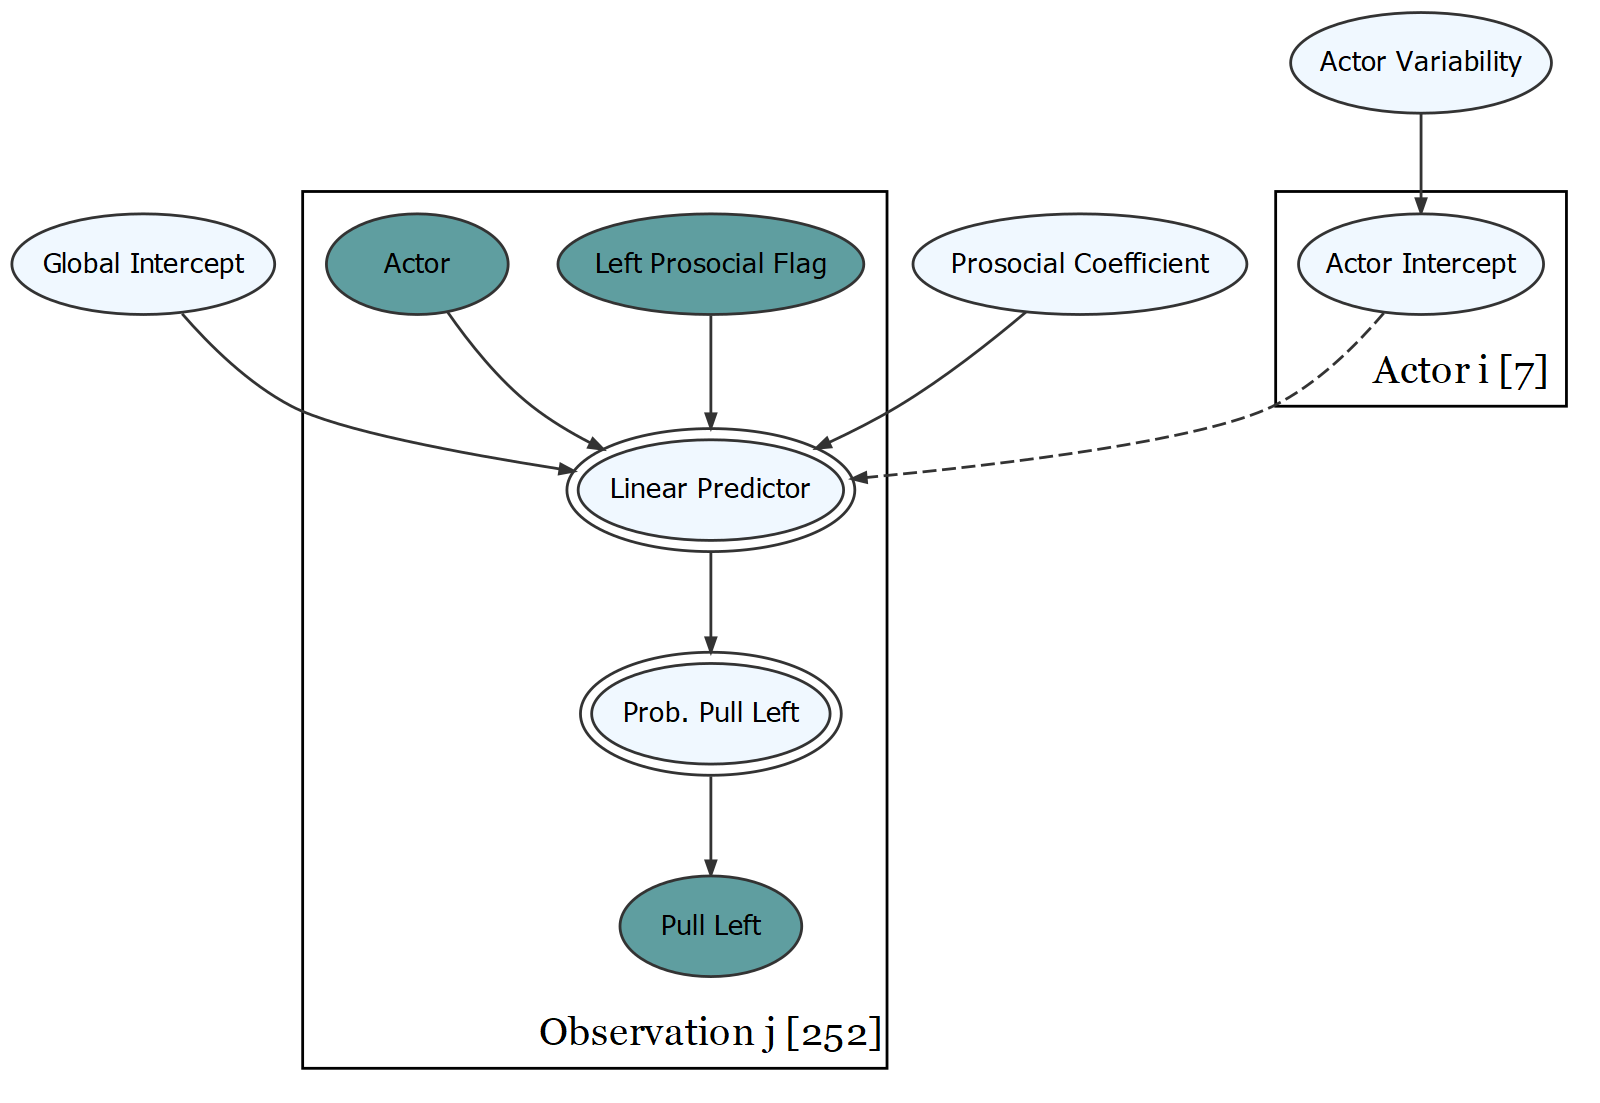 Actor Variability
Global Intercept
Actor
Left Prosocial Flag
Prosocial Coefficient
Actor Intercept
Actor i [7]
Linear Predictor
Prob. Pull Left
Pull Left
Observation j [252]